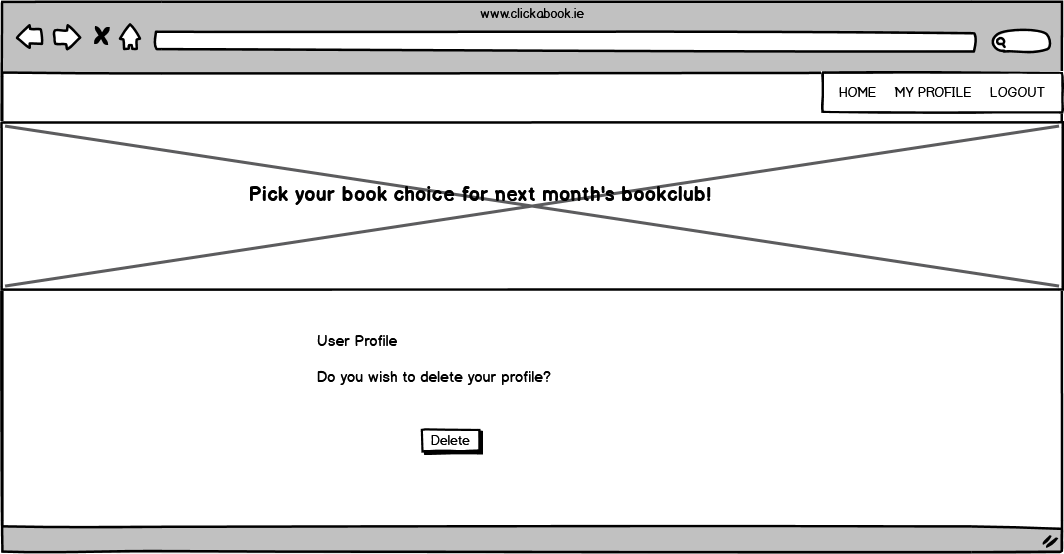 www.clickabook.ie
HOME MY PROFILE LOGOUT
Pick your book choice for next month's bookclub!
User Profile
Do you wish to delete your profile?
Delete